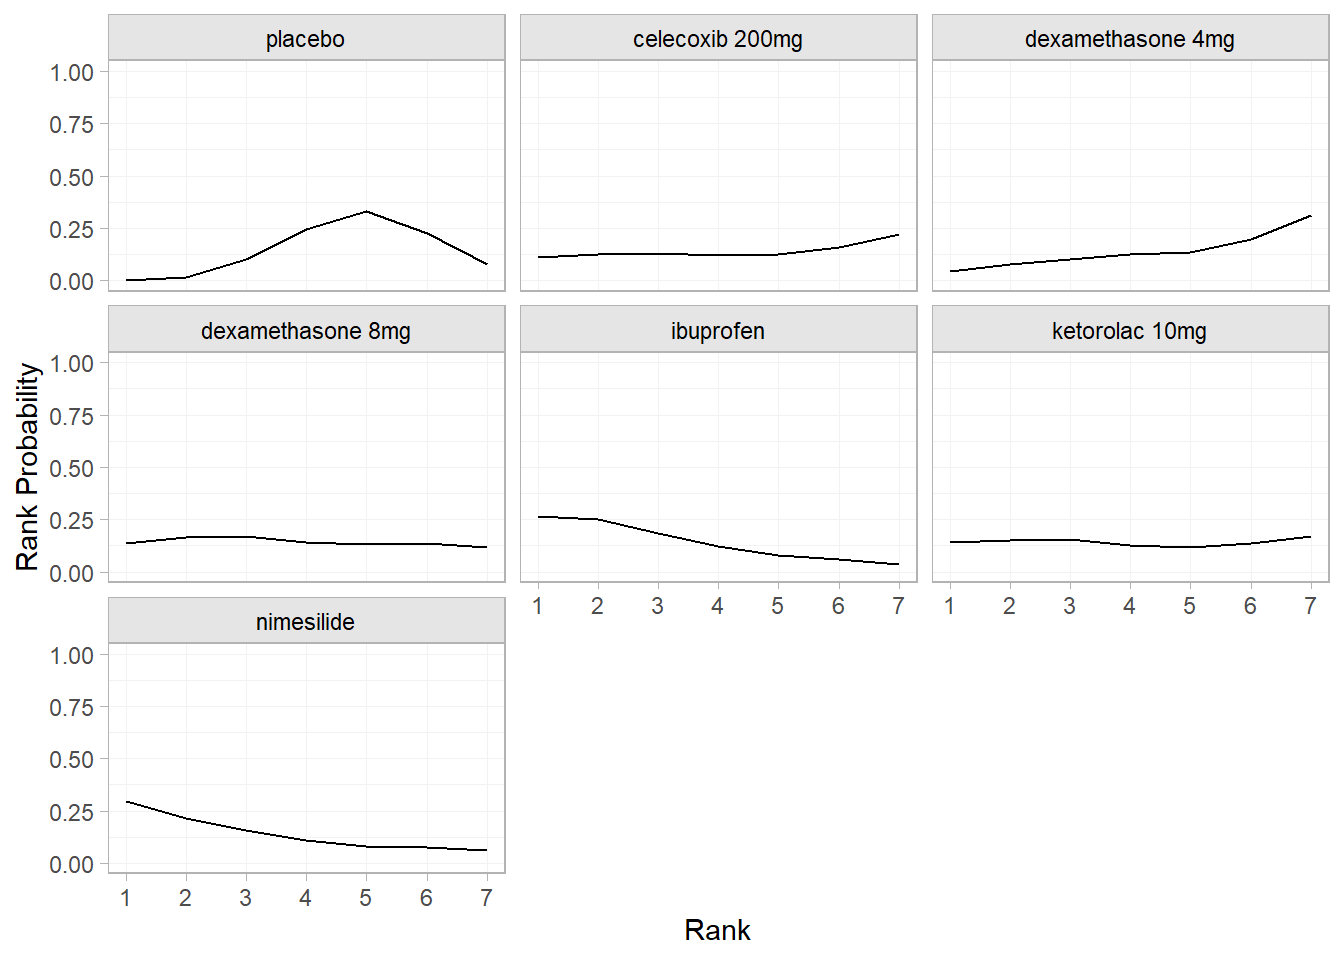 placebo
celecoxib 200mg
dexamethasone 4mg
1.00
0.75
0.50
0.25
0.00
dexamethasone 8mg
ibuprofen
ketorolac 10mg
1.00
0.75
0.50
0.25
0.00
1 2 3 4 5 6 7
1 2 3 4 5 6 7
nimesilide
1.00
0.75
0.50
0.25
0.00
1 2 3 4 5 6 7
Rank Probability
Rank